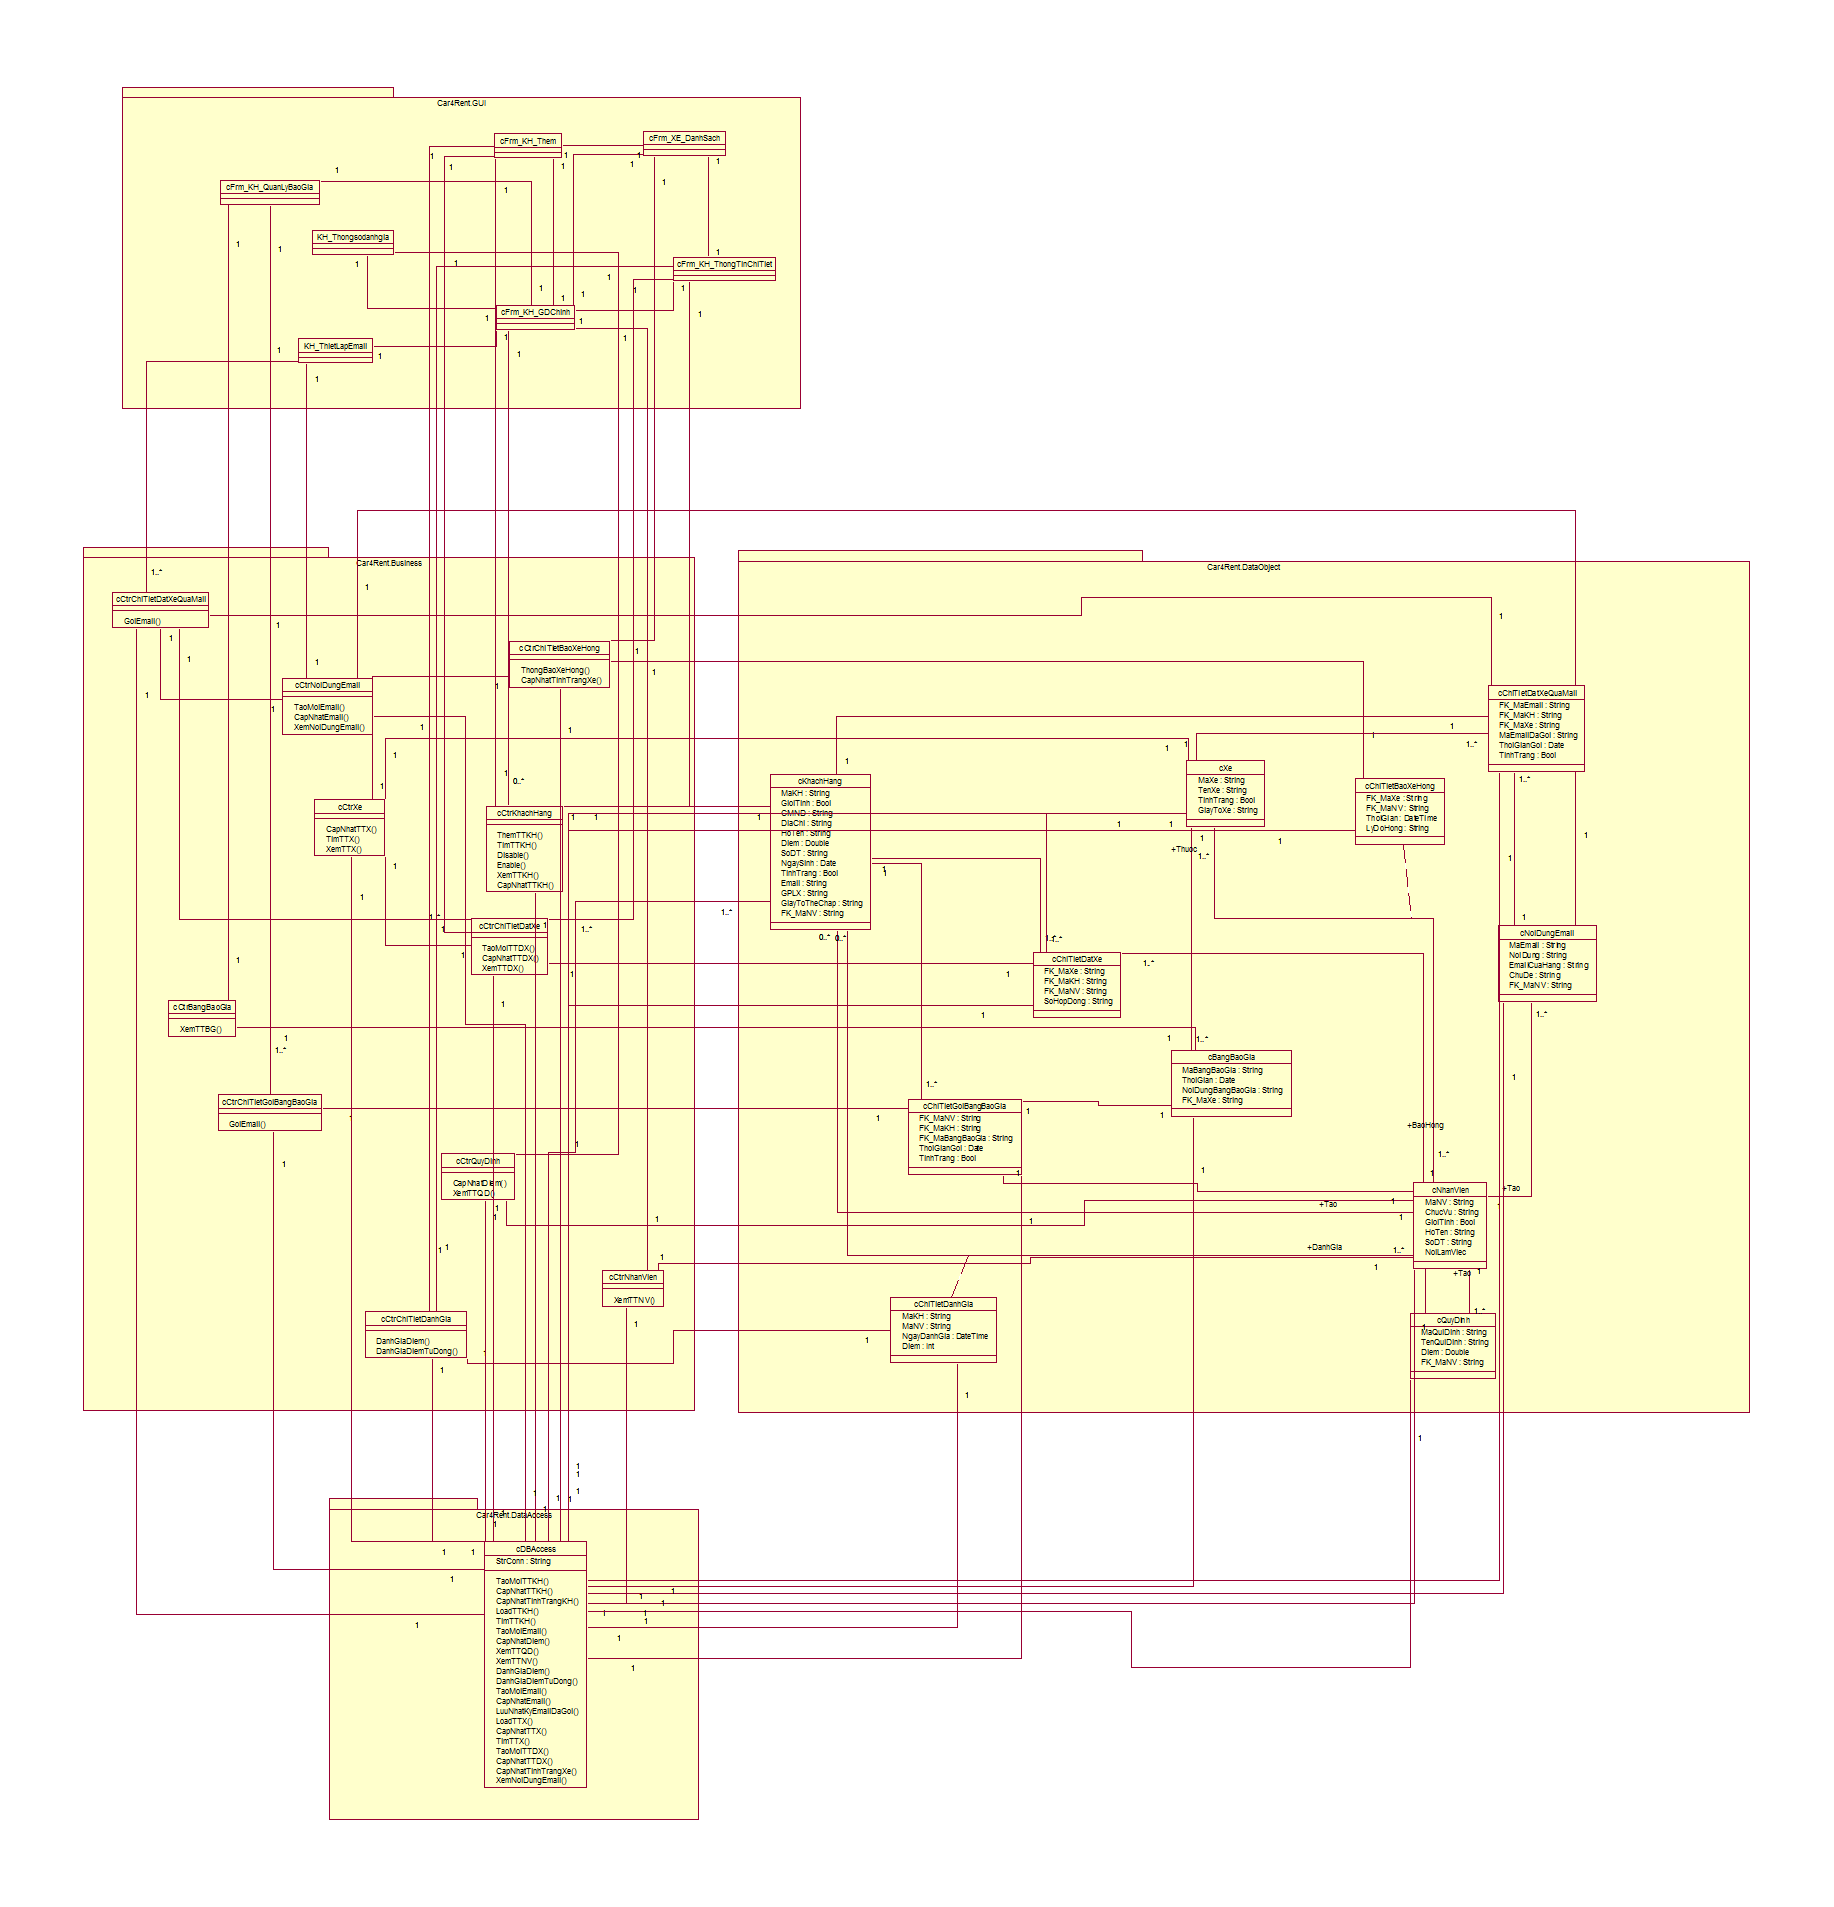 Car4Rent.GUI
cFrm_KH_Them
cFrm_XE_DanhSach
cFrm_KH_QuanLyBaoGia
KH_Thongsodanhgia
cFrm_KH_ThongTinChiTiet
cFrm_KH_GDChinh
KH_ThietLapEmail
Car4Rent.Business
cCtrChiTietDatXeQuaMail
GoiEmail()
cCtrChiTietBaoXeHong
ThongBaoXeHong()
CapNhatTinhTrangXe()
cCtrNoiDungEmail
TaoMoiEmail()
CapNhatEmail()
XemNoiDungEmail()
cCtrXe
CapNhatTTX()
TimTTX()
XemTTX()
cCtrKhachHang
ThemTTKH()
TimTTKH()
Disable()
Enable()
XemTTKH()
CapNhatTTKH()
cCtrChiTietDatXe
TaoMoiTTDX()
CapNhatTTDX()
XemTTDX()
cCtrBangBaoGia
XemTTBG()
cCtrChiTietGoiBangBaoGia
GoiEmail()
cCtrQuyDinh
CapNhatDiem()
XemTTQD()
cCtrNhanVien
XemTTNV()
cCtrChiTietDanhGia
DanhGiaDiem()
DanhGiaDiemTuDong()
Car4Rent.DataObject
cChiTietDatXeQuaMail
FK_MaEmail : String
FK_MaKH : String
FK_MaXe : String
MaEmailDaGoi : String
ThoiGianGoi : Date
TinhTrang : Bool
cKhachHang
MaKH : String
GioiTinh : Bool
CMND : String
DiaChi : String
HoTen : String
Diem : Double
SoDT : String
NgaySinh : Date
TinhTrang : Bool
Email : String
GPLX : String
GiayToTheChap : String
FK_MaNV : String
cXe
MaXe : String
TenXe : String
TinhTrang : Bool
GiayToXe : String
cChiTietBaoXeHong
FK_MaXe : String
FK_MaNV : String
ThoiGian : DateTime
LyDoHong : String
+Thuoc
cNoiDungEmail
MaEmail : String
NoiDung : String
EmailCuaHang : String
ChuDe : String
FK_MaNV : String
cChiTietDatXe
FK_MaXe : String
FK_MaKH : String
FK_MaNV : String
SoHopDong : String
cBangBaoGia
MaBangBaoGia : String
ThoiGian : Date
NoiDungBangBaoGia : String
FK_MaXe : String
cChiTietGoiBangBaoGia
FK_MaNV : String
FK_MaKH : String
FK_MaBangBaoGia : String
ThoiGianGoi : Date
TinhTrang : Bool
+BaoHong
cNhanVien
MaNV : String
ChucVu : String
GioiTinh : Bool
HoTen : String
SoDT : String
NoiLamViec
+Tao
+Tao
+DanhGia
+Tao
cChiTietDanhGia
MaKH : String
MaNV : String
NgayDanhGia : DateTime
Diem : int
cQuyDinh
MaQuiDinh : String
TenQuiDinh : String
Diem : Double
FK_MaNV : String
Car4Rent.DataAccess
cDBAccess
StrConn : String
TaoMoiTTKH()
CapNhatTTKH()
CapNhatTinhTrangKH()
LoadTTKH()
TimTTKH()
TaoMoiEmail()
CapNhatDiem()
XemTTQD()
XemTTNV()
DanhGiaDiem()
DanhGiaDiemTuDong()
TaoMoiEmail()
CapNhatEmail()
LuuNhatKyEmailDaGoi()
LoadTTX()
CapNhatTTX()
TimTTX()
TaoMoiTTDX()
CapNhatTTDX()
CapNhatTinhTrangXe()
XemNoiDungEmail()